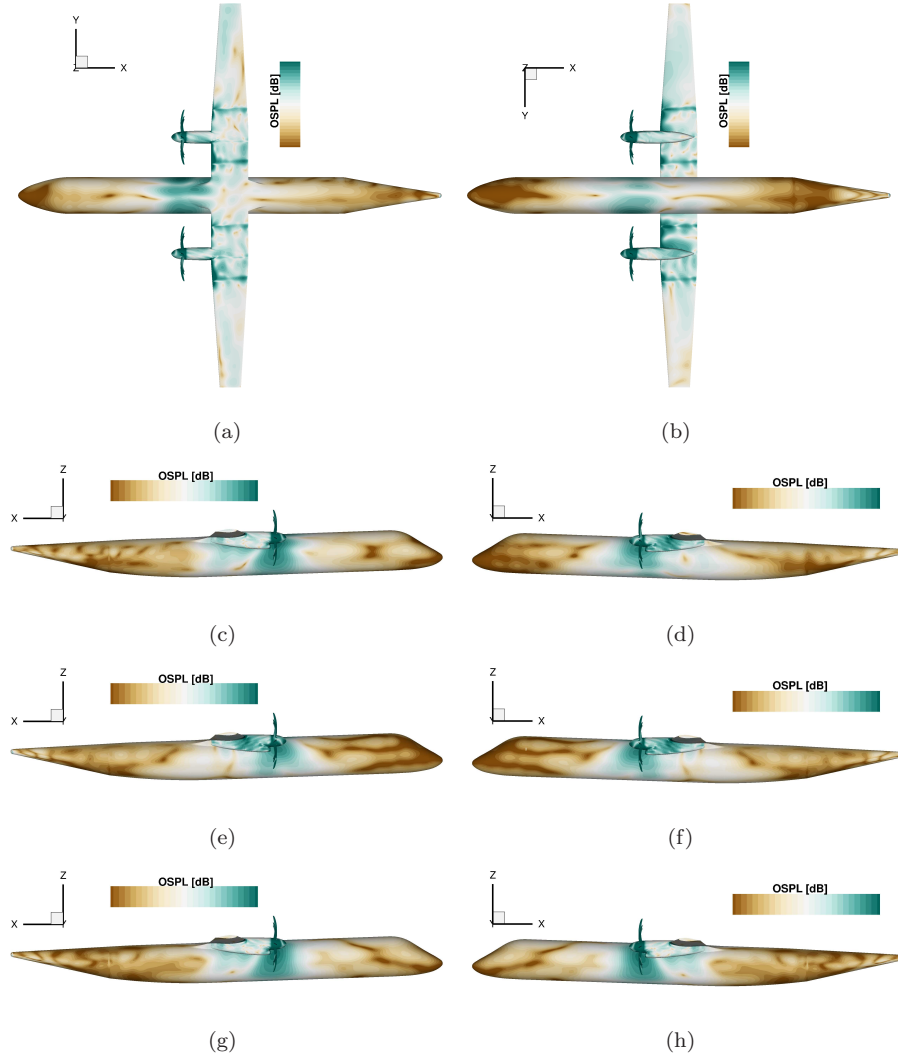 Y
Z
X
OSPL [dB]
(a)
Z
X
Y
OSPL [dB]
(b)
Z
X
Y
OSPL [dB]
(c)
Z
Y
X
OSPL [dB]
(d)
Z
X
Y
OSPL [dB]
(e)
Z
Y
X
OSPL [dB]
(f)
Z
X
Y
OSPL [dB]
(g)
Z
Y
X
OSPL [dB]
(h)